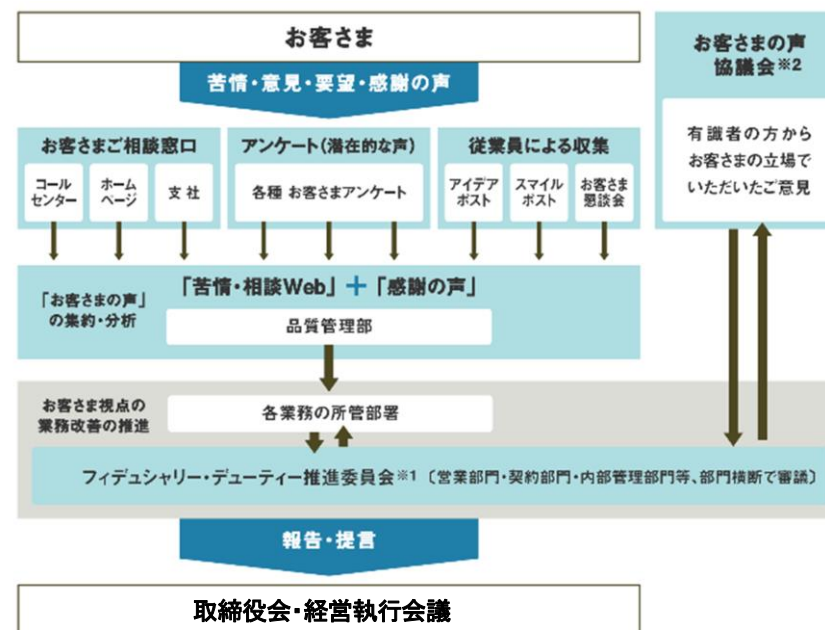 お客さま
苦情・意見・要望・感謝の声
お客さまの声
協議会※2
有識者の方から
お客さまの立場で
いただいたご意見
お客さまご相談窓口
コール
センター
ホーム
ページ
支社
アンケート(潜在的な声)
各種 お客さまアンケート
従業員による収集
アイデア
ポスト
スマイル
ポスト
お客さま
懇談会
「お客さまの声」
の集約・分析
「苦情・相談Web」+「感謝の声」
品質管理部
お客さま視点の
業務改善の推進
各業務の所管部署
フィデュシャリー・デューティー推進委員会※1〔営業部門・契約部門・内部管理部門等、部門横断で審議〕
報告・提言
取締役会・経営執行会議